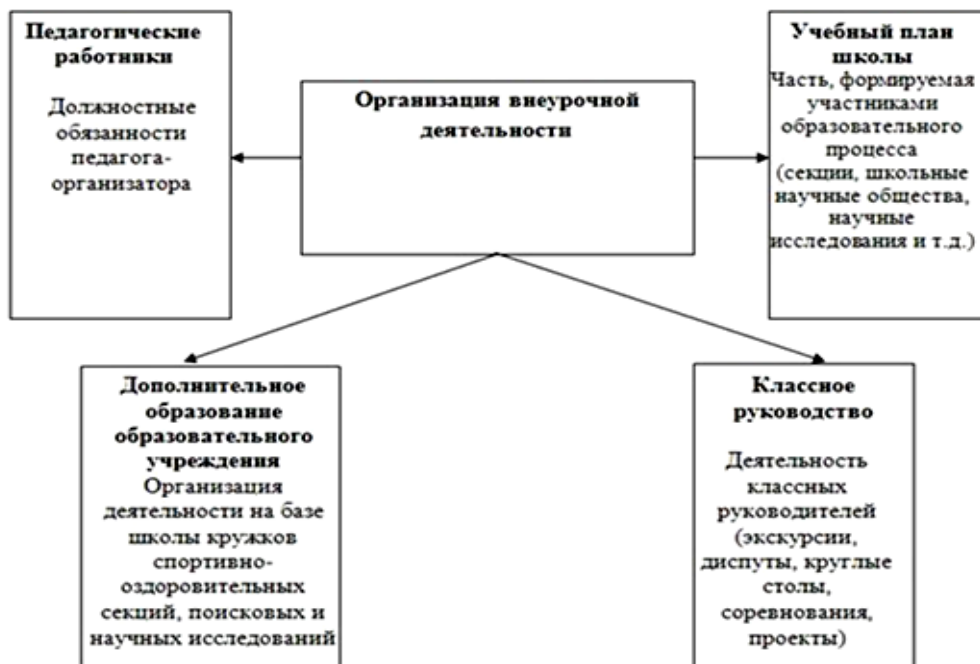 Педагогические
работники
Должностные
обязанности
педагога-
организатора
Организация внеурочной
деятельности
Учебный план
школы
Часть, формируемая
участниками
образовательного
процесса
(секции, школьные
научные общества,
научные
исследования и т.д.)
Дополнительное
образование
образовательного
учреждения
Организация
деятельности на базе
школы кружков
спортивно-
оздоровительных
секций, поисковых и
научных исследований
Классное
руководство
Деятельность
классных
руководителей
(экскурсии,
диспуты, круглые
столы,
соревнования,
проекты)